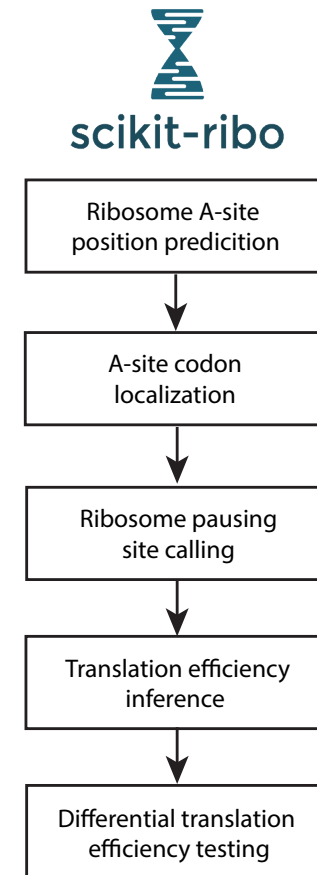 scikit-ribo
Ribosome A-site
position predicition
A-site codon
localization
Ribosome pausing
site calling
Translation efficiency
inference
Differential translation
efficiency testing